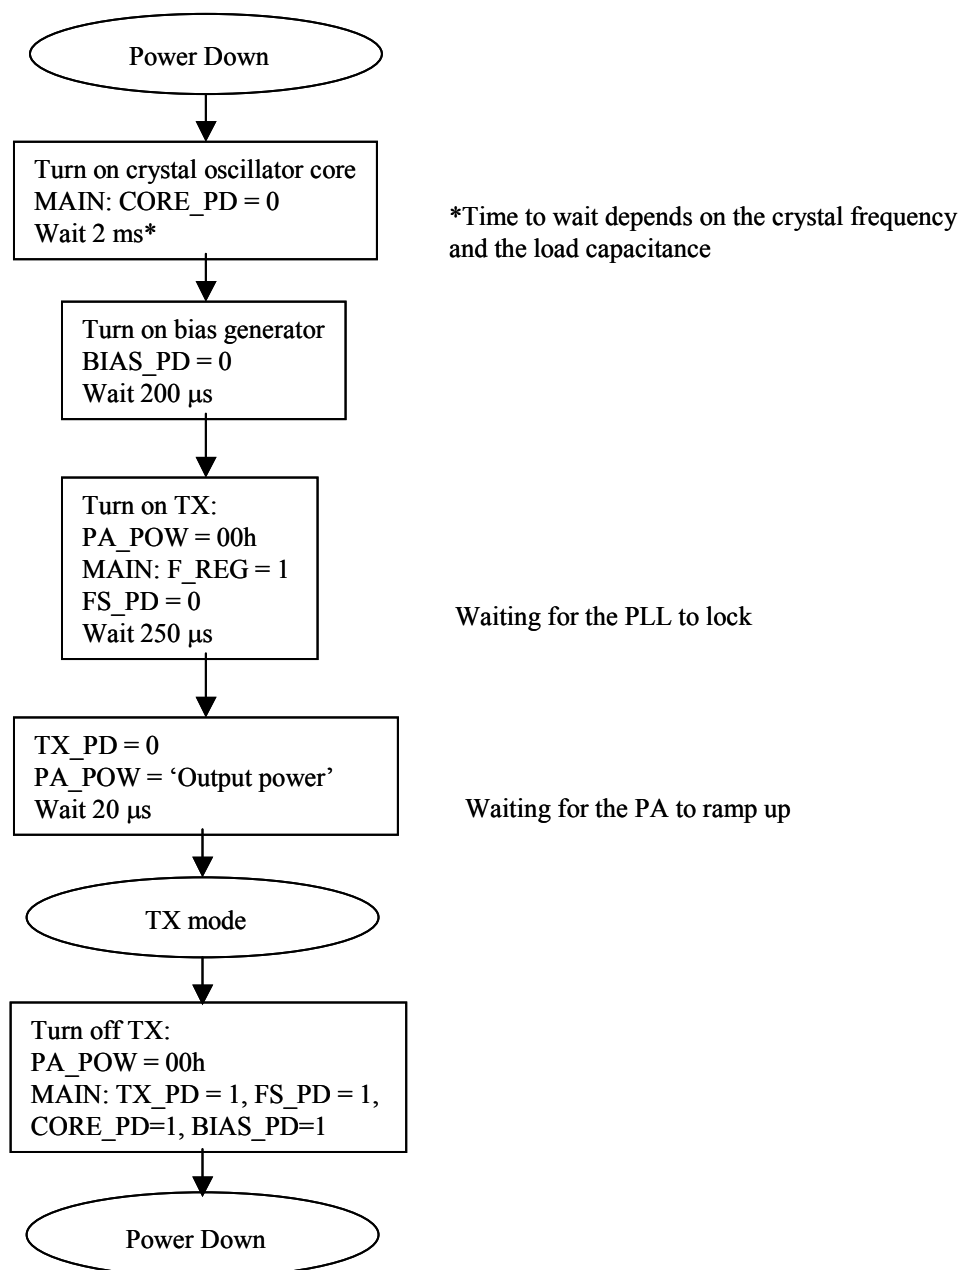 Power Down
Turn on crystal oscillator core
MAIN: CORE_PD = 0
Wait 2 ms*
*Time to wait depends on the crystal frequency
and the load capacitance
Turn on bias generator
BIAS_PD = 0
Wait 200 μs
Turn on TX:
PA_POW = 00h
MAIN: F_REG = 1
FS_PD = 0
Wait 250 μs
Waiting for the PLL to lock
TX_PD = 0
PA_POW = ‘Output power’
Wait 20 μs
Waiting for the PA to ramp up
TX mode
Turn off TX:
PA_POW = 00h
MAIN: TX_PD = 1, FS_PD = 1,
CORE_PD=1, BIAS_PD=1
Power Down